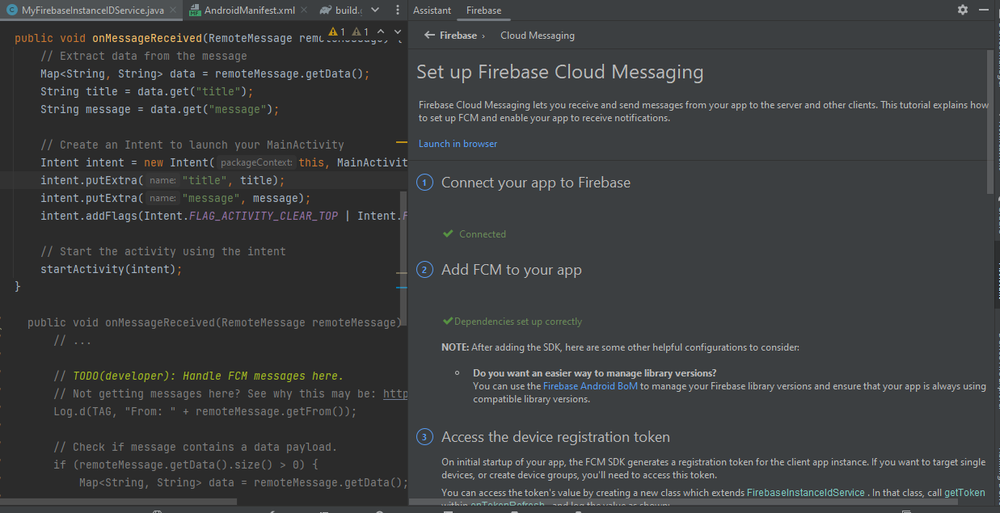 MyFirebaseInstanceIDService.java
AndroidManifest.xml
build.g
Assistant
Firebase
public void onMessageReceived(RemoteMessage remoteMessage) {
1 1
// Extract data from the message
Map<String, String> data = remoteMessage.getData();
String title = data.get("title");
String message = data.get("message");
// Create an Intent to launch your MainActivity
Intent intent = new Intent( packageContext: this, MainActivit
intent.putExtra( name: "title", title);
intent.putExtra( name: "message", message);
intent.addFlags(Intent.FLAG_ACTIVITY_CLEAR_TOP | Intent.F
// Start the activity using the intent
startActivity(intent);
}
public void onMessageReceived(RemoteMessage remoteMessage)
// ...
// TODO(developer): Handle FCM messages here.
// Not getting messages here? See why this may be: http
Log.d(TAG, "From: " + remoteMessage.getFrom());
// Check if message contains a data payload.
if (remoteMessage.getData().size() > 0) {
Map<String, String> data = remoteMessage.getData();
← Firebase › Cloud Messaging
Set up Firebase Cloud Messaging
Firebase Cloud Messaging lets you receive and send messages from your app to the server and other clients. This tutorial explains how
to set up FCM and enable your app to receive notifications.
Launch in browser
1 Connect your app to Firebase
Connected
2 Add FCM to your app
Dependencies set up correctly
NOTE: After adding the SDK, here are some other helpful configurations to consider:
Do you want an easier way to manage library versions?
You can use the Firebase Android BoM to manage your Firebase library versions and ensure that your app is always using
compatible library versions.
3 Access the device registration token
On initial startup of your app, the FCM SDK generates a registration token for the client app instance. If you want to target single
devices, or create device groups, you'll need to access this token.
You can access the token's value by creating a new class which extends FirebaseInstanceIdService . In that class, call getToken
within onTokenRefresh , and log the value as shown: